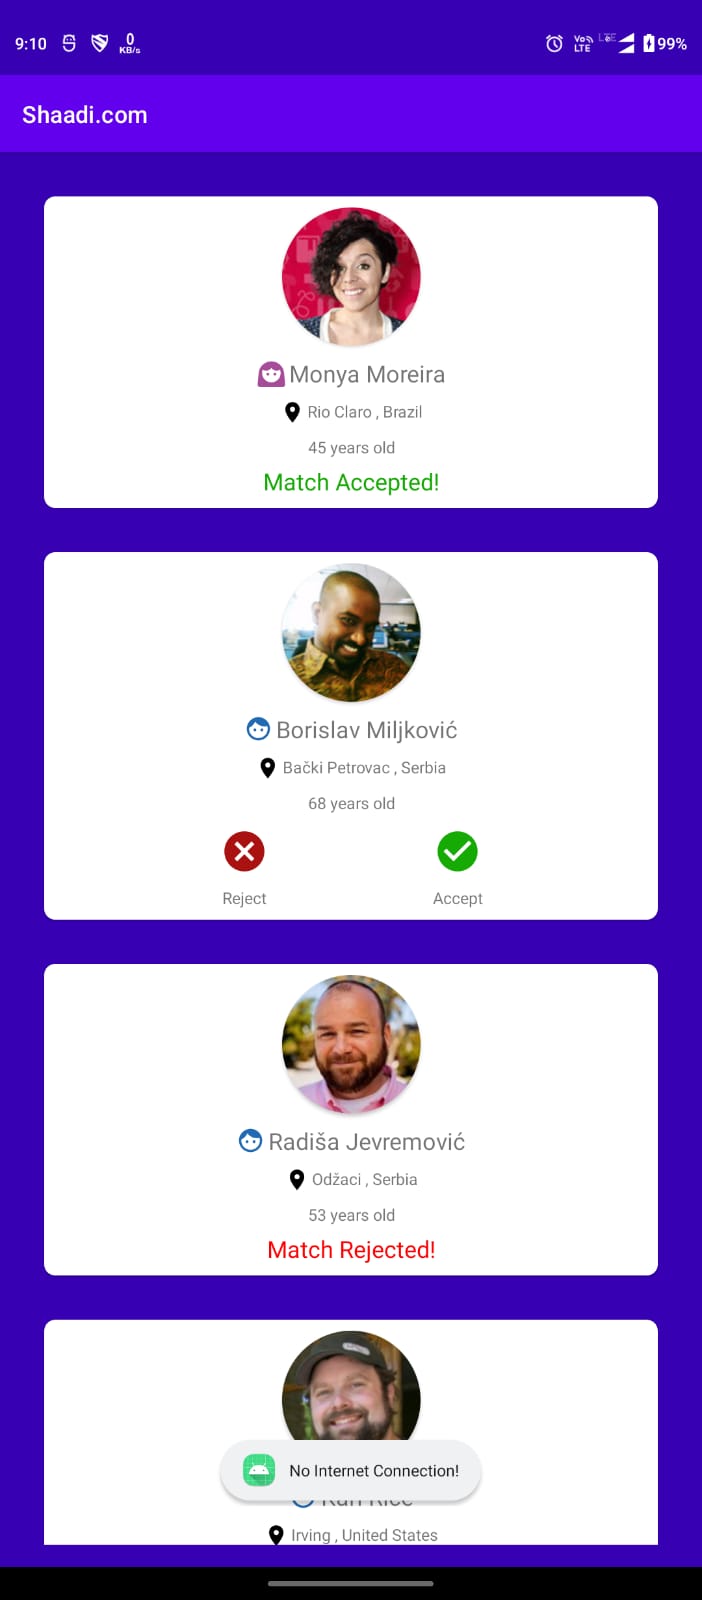 9:10 0 KB/s Vo LTE LTE 99%
Shaadi.com
Monya Moreira
Rio Claro , Brazil
45 years old
Match Accepted!
Borislav Miljković
Bački Petrovac , Serbia
68 years old
Reject Accept
Radiša Jevremović
Odžaci , Serbia
53 years old
Match Rejected!
No Internet Connection!
Irving , United States